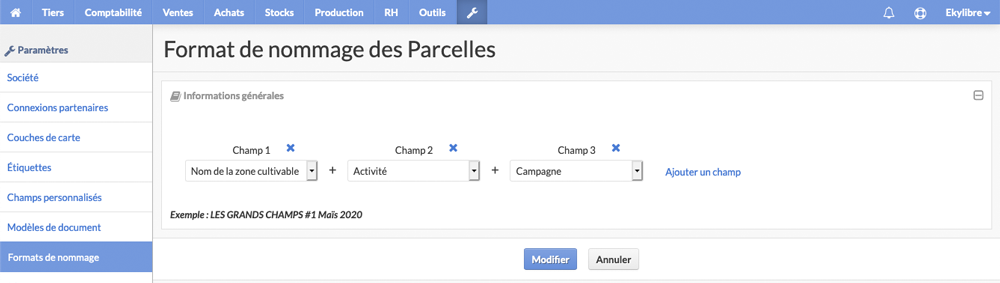 Tiers Comptabilité Ventes Achats Stocks Production RH Outils Ekylibre
Paramètres
Société
Connexions partenaires
Couches de carte
Étiquettes
Champs personnalisés
Modèles de document
Formats de nommage
Format de nommage des Parcelles
Informations générales
Champ 1 Champ 2 Champ 3
Nom de la zone cultivable + Activité + Campagne Ajouter un champ
Exemple : LES GRANDS CHAMPS #1 Maïs 2020
Modifier Annuler